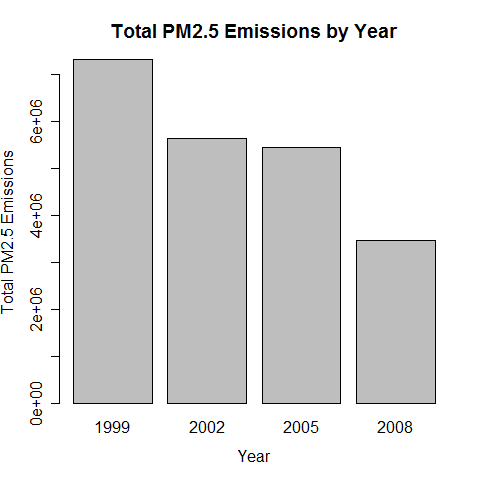 Total PM2.5 Emissions by Year
Total PM2.5 Emissions
6e+06
4e+06
2e+06
0e+00
1999 2002 2005 2008
Year